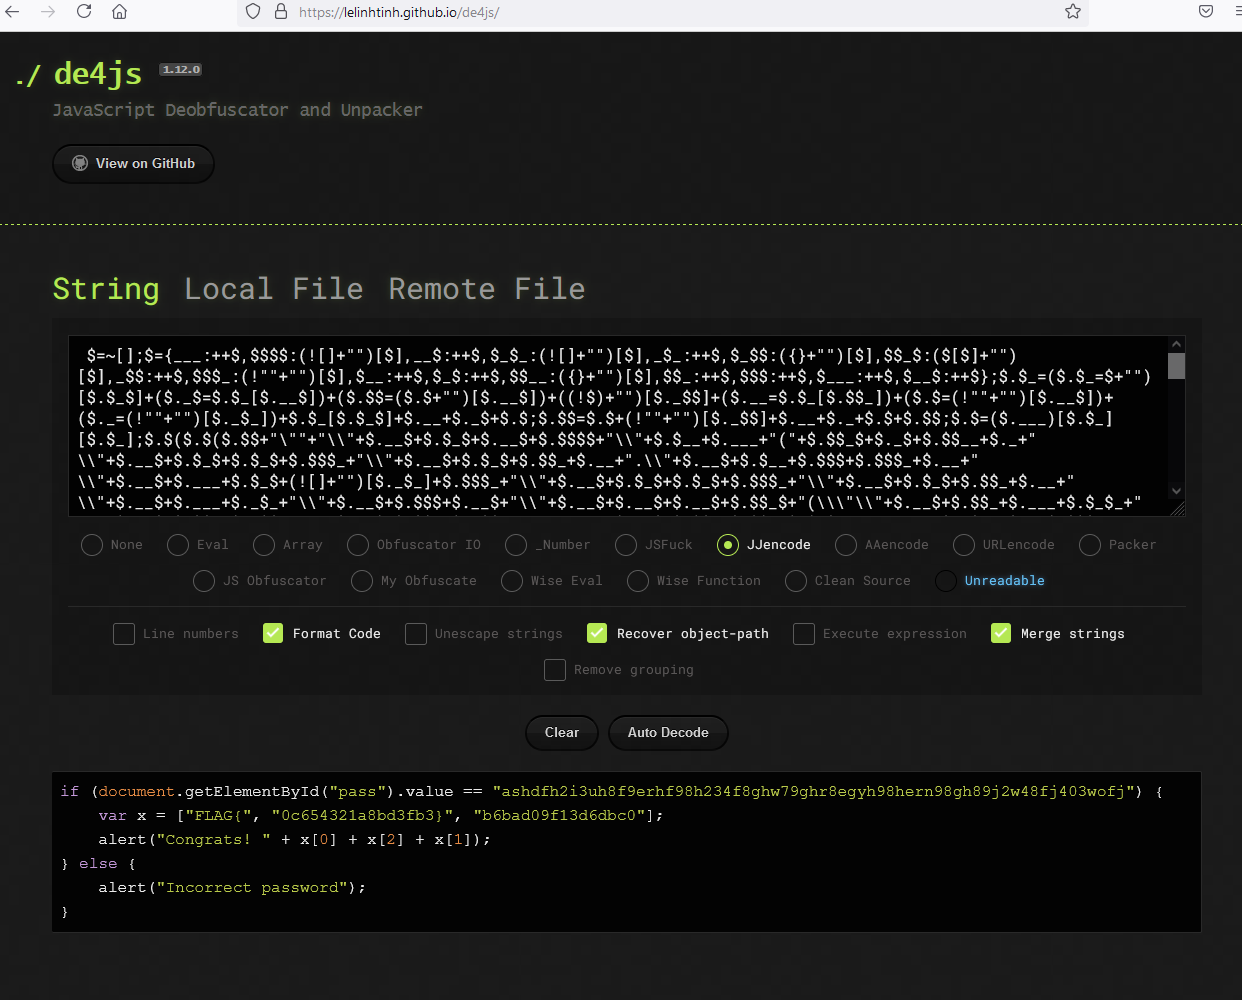 https://lelinhtinh.github.io/de4js/
./ de4js 1.12.0
JavaScript Deobfuscator and Unpacker
View on GitHub
String Local File Remote File
$=~[];$={___:++$,$$$$:(![]+"")[$],__$:++$,$_$_:(![]+"")[$],_$_:++$,$_$$:({}+"")[$],$$_$:($[$]+"")
[$],_$$:++$,$$$_:(!""+"")[$],$__:++$,$_$:++$,$$__:({}+"")[$],$$_:++$,$$$:++$,$___:++$,$__$:++$};$.$_=($.$_=$+"")
[$.$_$]+($._$=$.$_[$.__$])+($.$$=($.$+"")[$.__$])+((!$)+"")[$._$$]+($.__=$.$_[$.$$_])+($.$=(!""+"")[$.__$])+
($._=(!""+"")[$._$_])+$.$_[$.$_$]+$.__+$._$+$.$;$.$$=$.$+(!""+"")[$._$$]+$.__+$._+$.$+$.$$;$.$=($.___)[$.$_]
[$.$_];$.$($.$($.$$+"\""+"\\"+$.__$+$.$_$+$.__$+$.$$$$+"\\"+$.$__+$.___+"("+$.$$_$+$._$+$.$$__+$._+"
\\"+$.__$+$.$_$+$.$_$+$.$$$_+"\\"+$.__$+$.$_$+$.$$_+$.__+".\\"+$.__$+$.$__+$.$$$+$.$$$_+$.__+"
\\"+$.__$+$.___+$.$_$+(![]+"")[$._$_]+$.$$$_+"\\"+$.__$+$.$_$+$.$_$+$.$$$_+"\\"+$.__$+$.$_$+$.$$_+$.__+"
\\"+$.__$+$.___+$._$_+"\\"+$.__$+$.$$$+$.__$+"\\"+$.__$+$.__$+$.__$+$.$$_$+"(\\\"\\"+$.__$+$.$$_+$.___+$.$_$_+"
None Eval Array Obfuscator IO _Number JSFuck JJencode AAencode URLencode Packer
JS Obfuscator My Obfuscate Wise Eval Wise Function Clean Source Unreadable
Line numbers Format Code Unescape strings Recover object-path Execute expression Merge strings
Remove grouping
Clear Auto Decode
if (document.getElementById("pass").value == "ashdfh2i3uh8f9erhf98h234f8ghw79ghr8egyh98hern98gh89j2w48fj403wofj") {
var x = ["FLAG{", "0c654321a8bd3fb3}", "b6bad09f13d6dbc0"];
alert("Congrats! " + x[0] + x[2] + x[1]);
} else {
alert("Incorrect password");
}